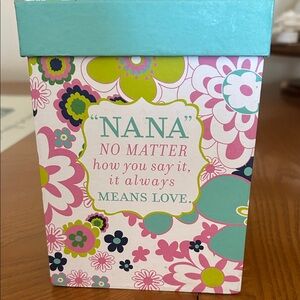 "NANA"
NO MATTER
how you say it,
it always
MEANS LOVE.